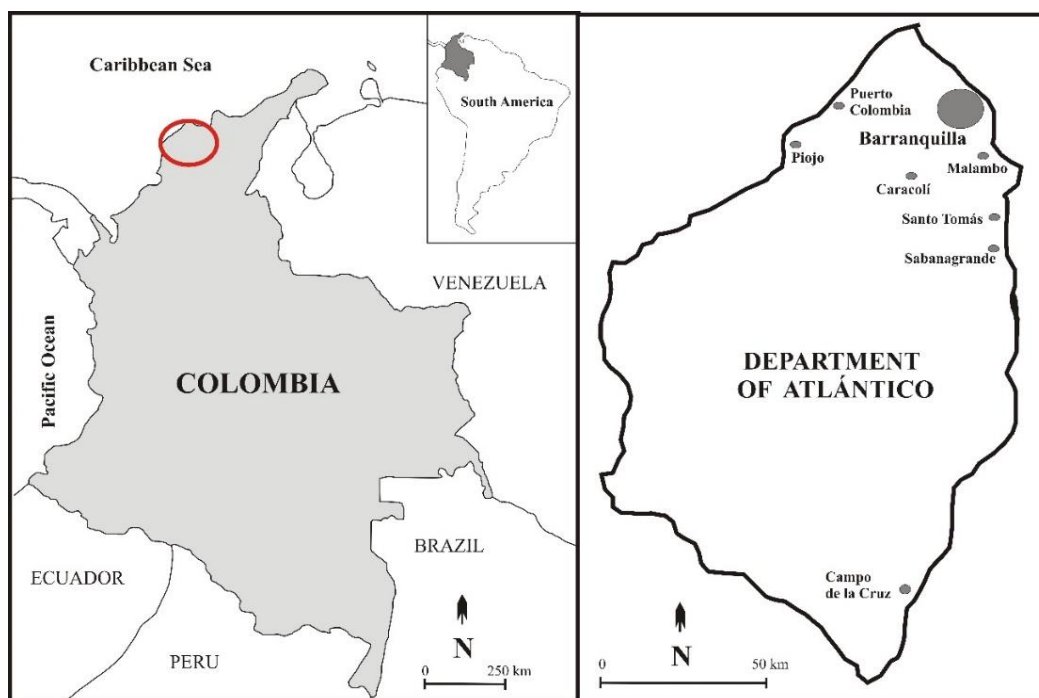 Caribbean Sea
South America
VENEZUELA
Pacific Ocean
COLOMBIA
BRAZIL
ECUADOR
PERU
N
0
250 km
Puerto
Colombia
Barranquilla
Piojo
Malambo
Caracolí
Santo Tomás
Sabanagrande
DEPARTMENT
OF ATLÁNTICO
Campo
de la Cruz
N
0
50 km